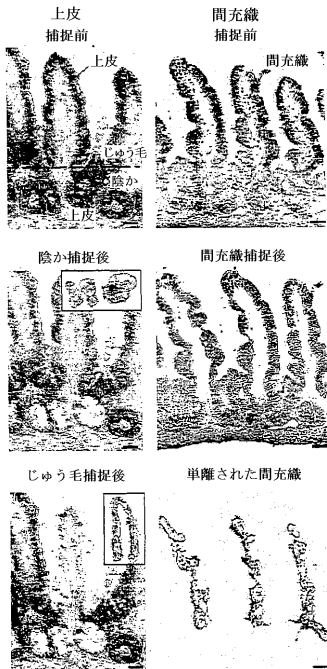 上皮
捕捉前
上皮
じゅう毛
陰か
上皮
間充織
捕捉前
間充織
陰か捕捉後
間充織捕捉後
じゅう毛捕捉後
単離された間充織